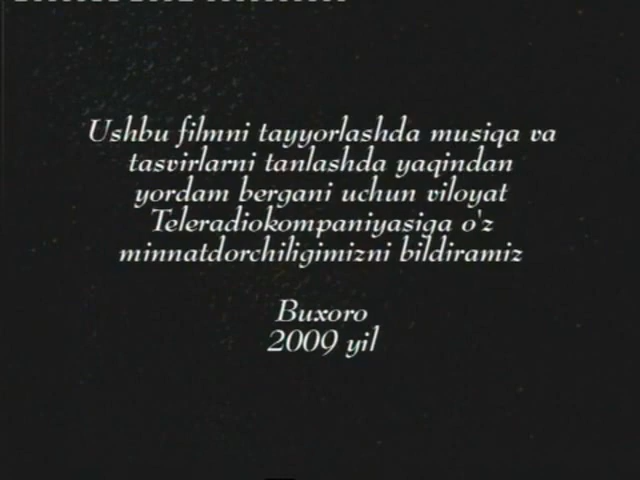 Ushbu filmni tayyorlashda musiqa va
tasvirlarni tanlashda yaqindan
yordam bergani uchun viloyat
Teleradiokompaniyasiga o'z
minnatdorchiligimizni bildiramiz
Buxoro
2009 yil